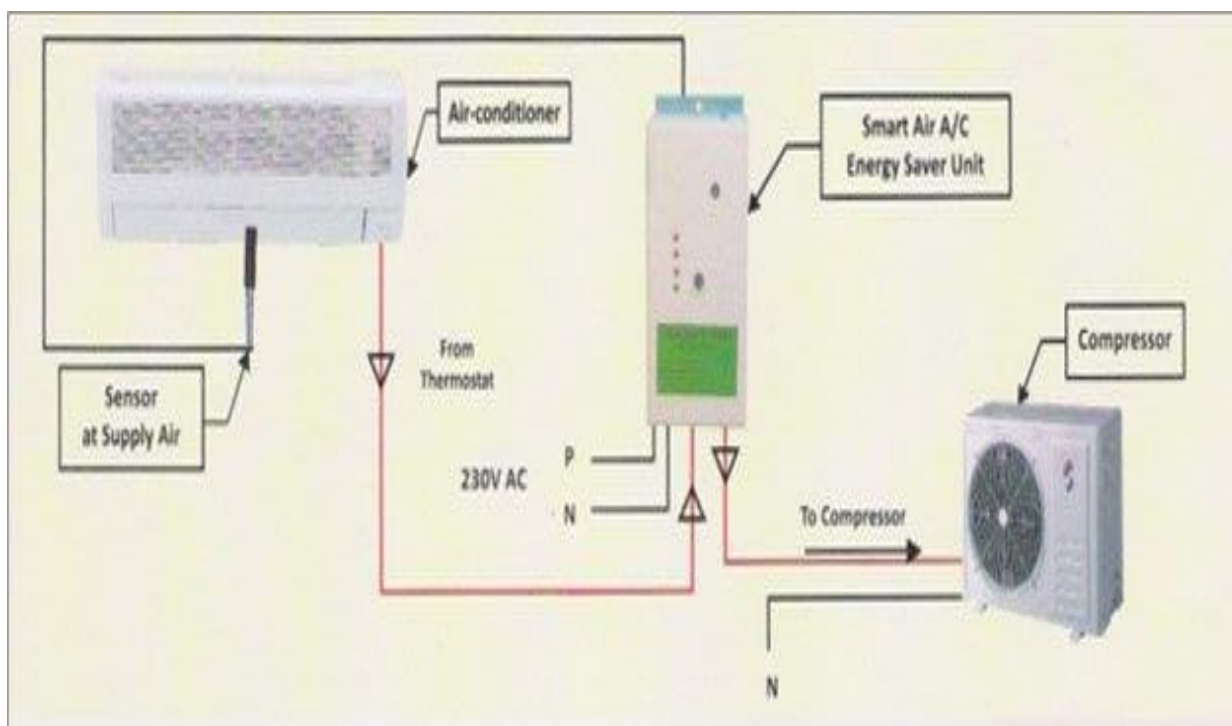 Air-conditioner
Smart Air A/C
Energy Saver Unit
From
Thermostat
Compressor
Sensor
at Supply Air
P
230V AC
N
To Compressor
N